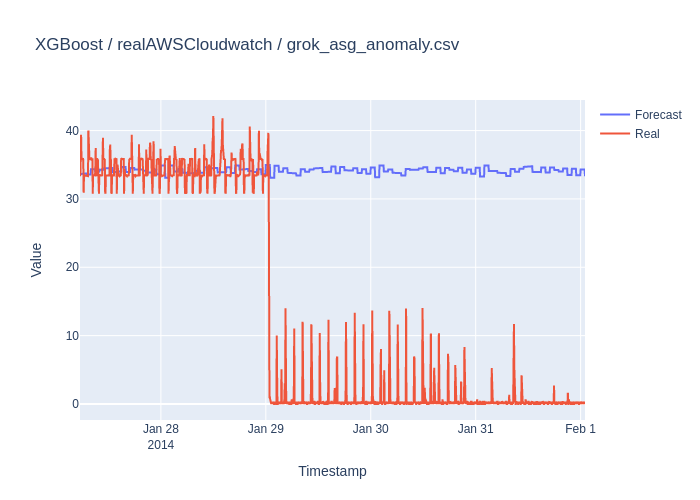 XGBoost / realAWSCloudwatch / grok_asg_anomaly.csv
Forecast
Real
40
30
20
10
0
Value
Jan 28
2014
Jan 29
Jan 30
Jan 31
Feb 1
Timestamp